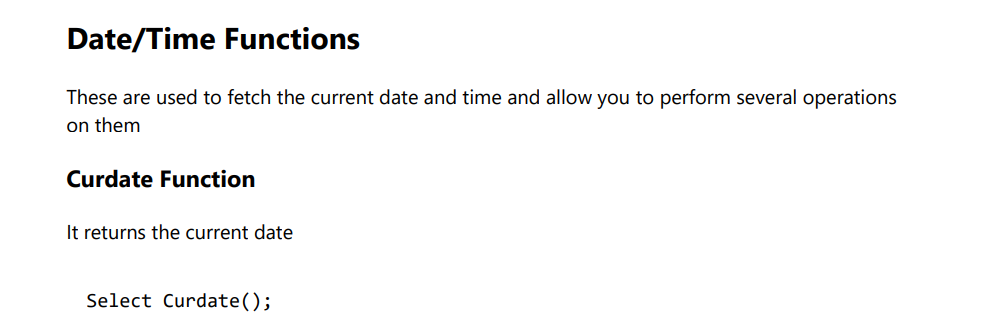 Date/Time Functions
These are used to fetch the current date and time and allow you to perform several operations
on them
Curdate Function
It returns the current date
Select Curdate();